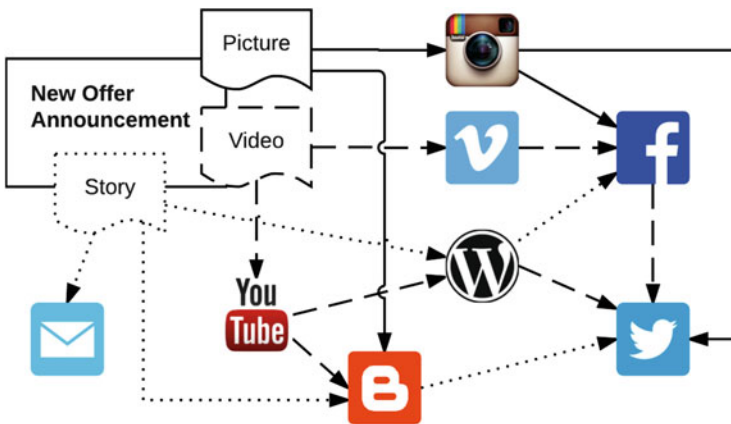 Picture
New Offer
Announcement
Video
Story
You
Tube